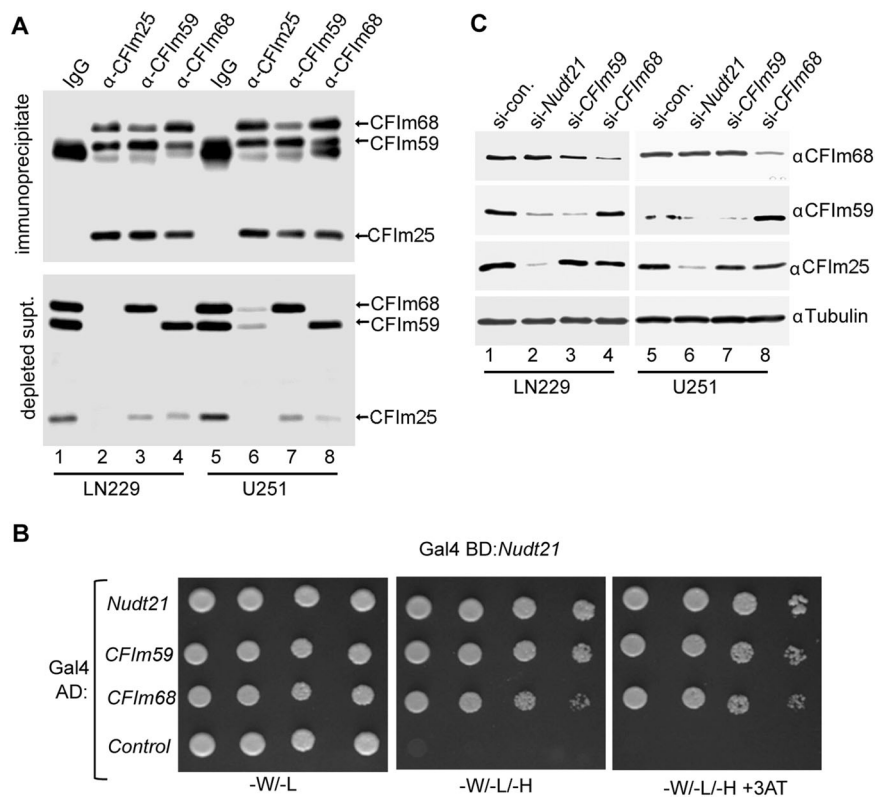 A
IgG
α-CFIm25
α-CFIm59
α-CFIm68
IgG
α-CFIm25
α-CFIm59
α-CFIm68
immunoprecipitate
CFIm68
CFIm59
CFIm25
depleted supt.
CFIm68
CFIm59
CFIm25
1 2 3 4 5 6 7 8
LN229 U251
C
si-con.
si-Nudt21
si-CFIm59
si-CFIm68
si-con.
si-Nudt21
si-CFIm59
si-CFIm68
αCFIm68
αCFIm59
αCFIm25
αTubulin
1 2 3 4 5 6 7 8
LN229 U251
B
Gal4 BD:Nudt21
Gal4
AD:
Nudt21
CFIm59
CFIm68
Control
-W/-L -W/-L/-H -W/-L/-H +3AT